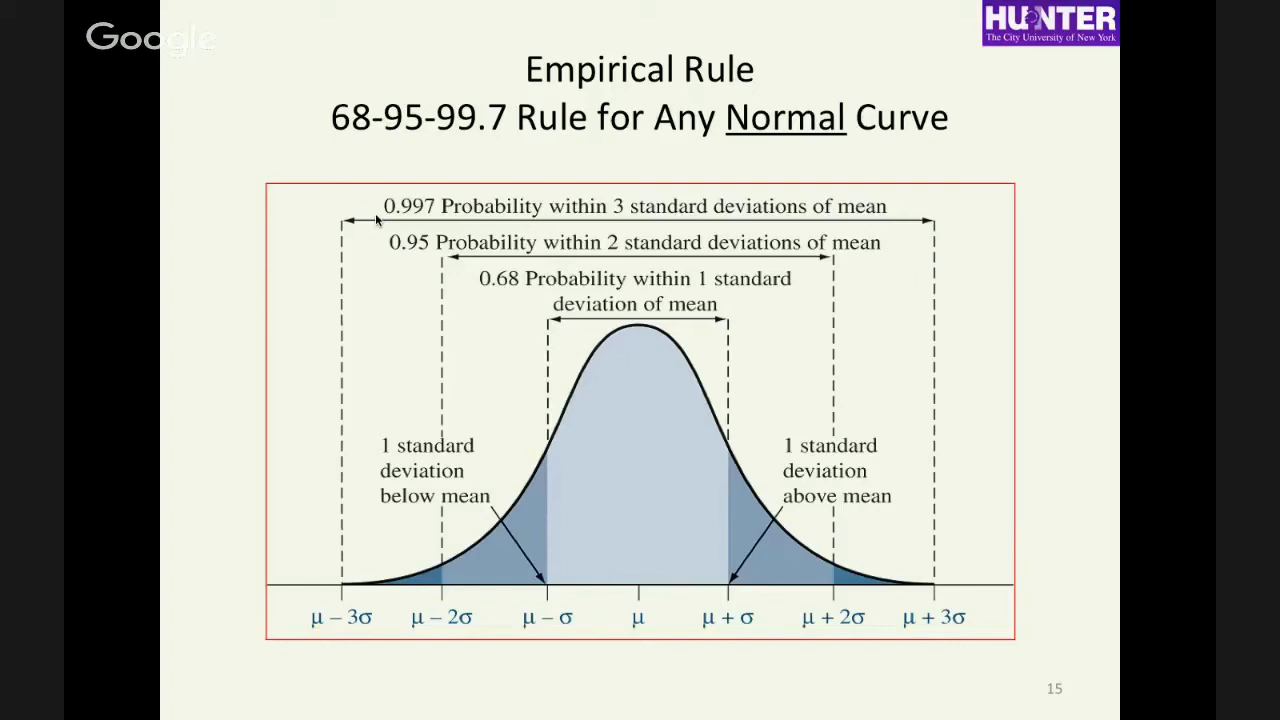 Google
HUNTER
The City University of New York
Empirical Rule
68-95-99.7 Rule for Any Normal Curve
0.997 Probability within 3 standard deviations of mean
0.95 Probability within 2 standard deviations of mean
0.68 Probability within 1 standard
deviation of mean
1 standard
deviation
below mean
1 standard
deviation
above mean
μ – 3σ μ – 2σ μ – σ μ μ + σ μ + 2σ μ + 3σ
15